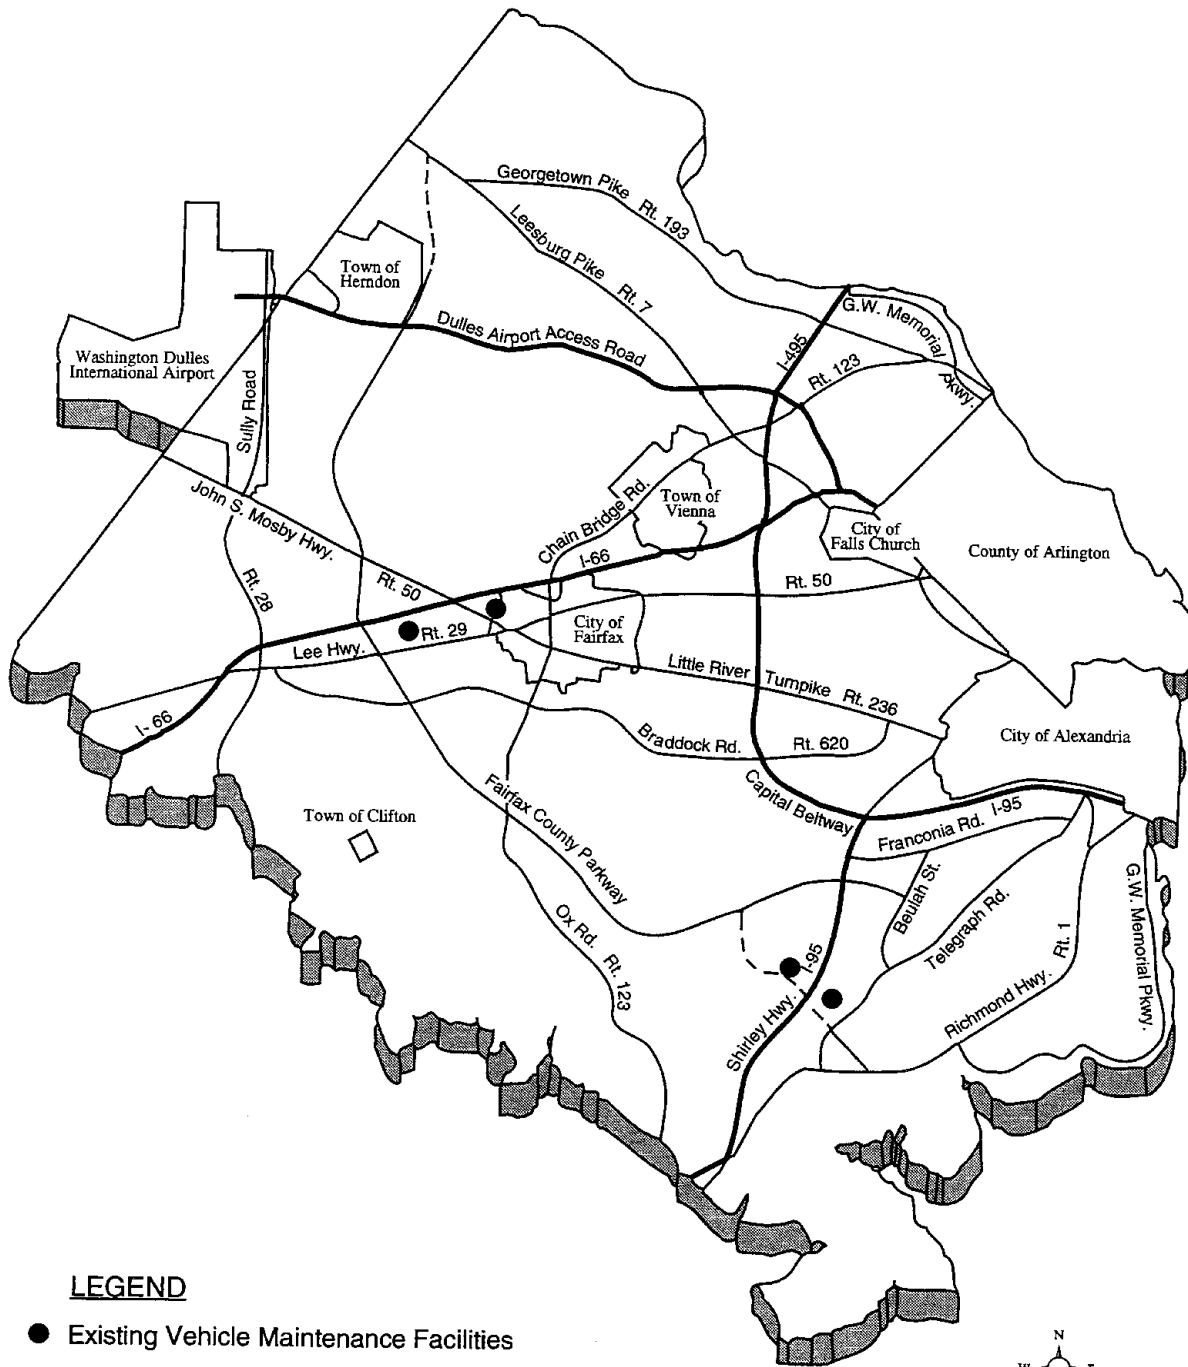 Georgetown Pike Rt. 193
Leesburg Pike Rt. 7
Town of
Herndon
G.W. Memorial Pkwy.
Dulles Airport Access Road
I-495
Rt. 123
Washington Dulles
International Airport
Sully Road
John S. Mosby Hwy.
Rt. 50
Chain Bridge Rd.
Town of
Vienna
City of
Falls Church
County of Arlington
I-66
Rt. 50
Rt. 28
Lee Hwy.
Rt. 29
City of
Fairfax
Little River Turnpike Rt. 236
I-66
Braddock Rd.
Rt. 620
City of Alexandria
Capital Beltway
I-95
Franconia Rd.
Town of Clifton
Fairfax County Parkway
Beulah St.
Telegraph Rd.
G.W. Memorial Pkwy.
Ox Rd. Rt. 123
I-95
Rt. 1
Richmond Hwy.
Shirley Hwy.
LEGEND
Existing Vehicle Maintenance Facilities
N
W